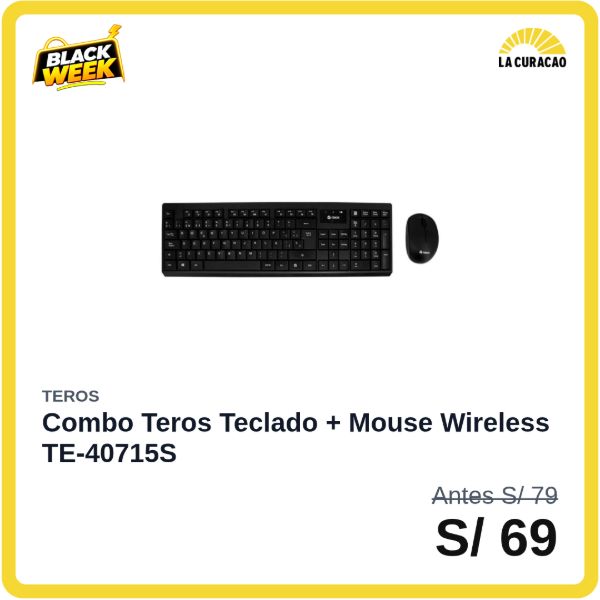 BLACK
WEEK
LA CURACAO
TEROS
Combo Teros Teclado + Mouse Wireless
TE-40715S
Antes S/ 79
S/ 69